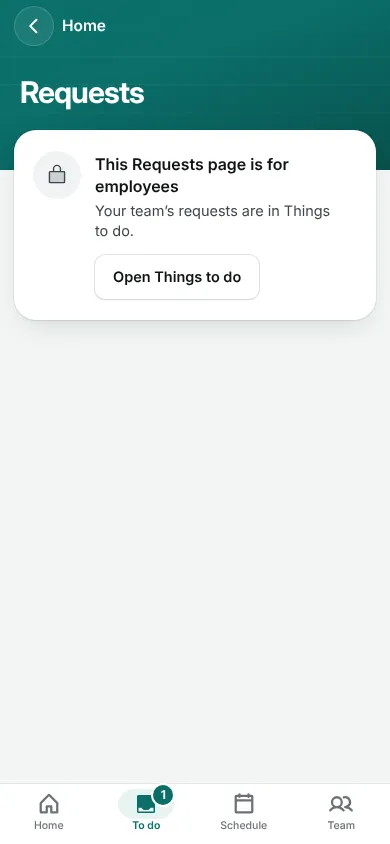 Home
Requests
This Requests page is for
employees
Your team’s requests are in Things
to do.
Open Things to do
1
Home
To do
Schedule
Team